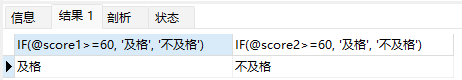 信息 结果 1 剖析 状态
IF(@score1>=60, '及格', '不及格') IF(@score2>=60, '及格', '不及格')
及格 不及格